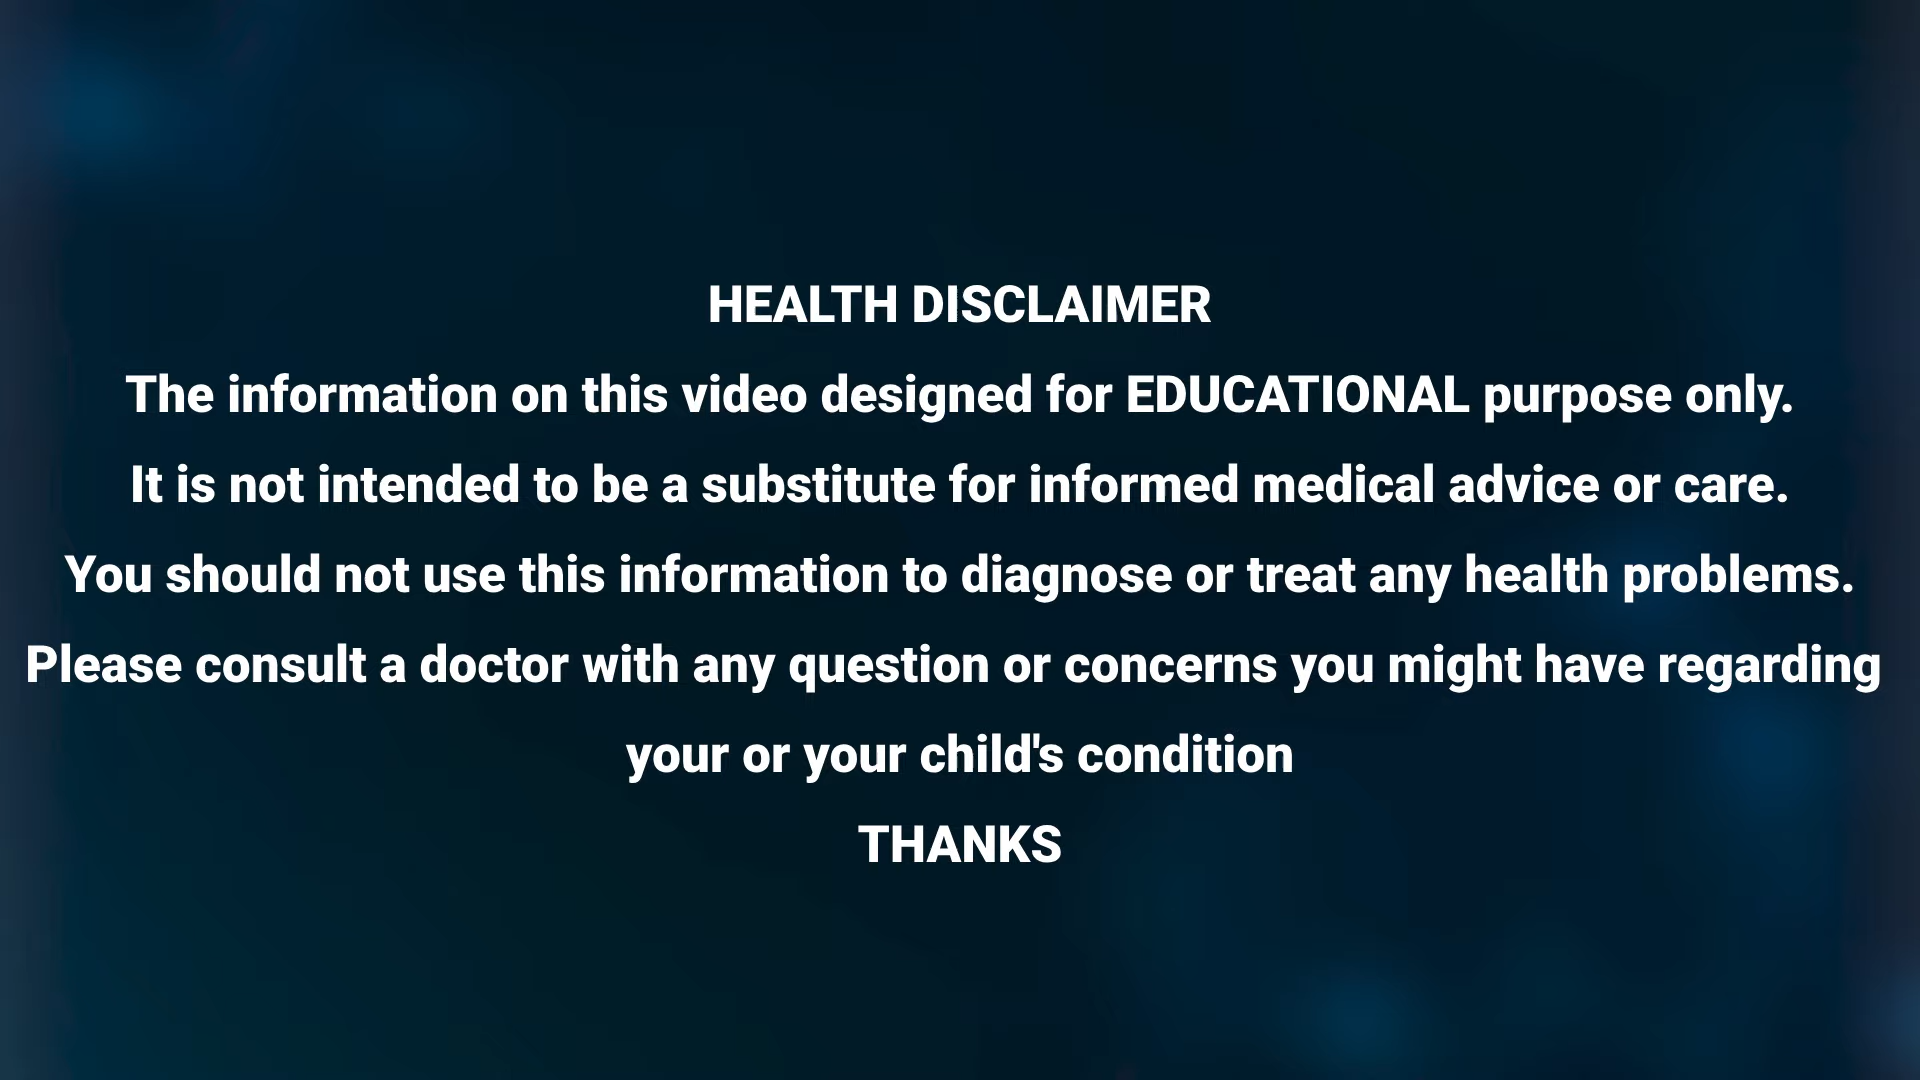 HEALTH DISCLAIMER
The information on this video designed for EDUCATIONAL purpose only.
It is not intended to be a substitute for informed medical advice or care.
You should not use this information to diagnose or treat any health problems.
Please consult a doctor with any question or concerns you might have regarding
your or your child's condition
THANKS